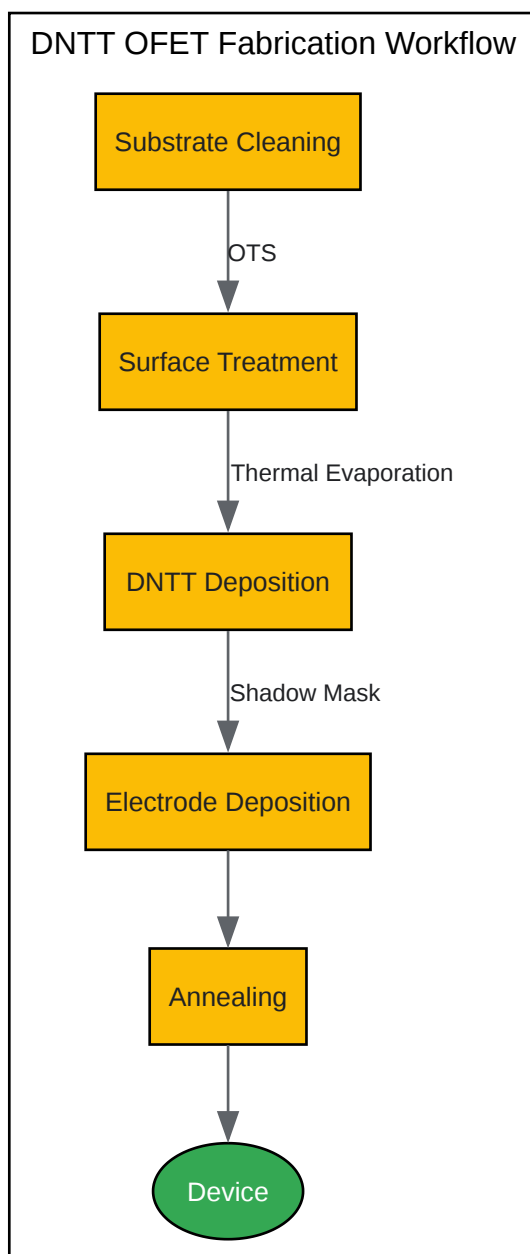 DNTT OFET Fabrication Workflow
Substrate Cleaning
OTS
Surface Treatment
Thermal Evaporation
DNTT Deposition
Shadow Mask
Electrode Deposition
Annealing
Device